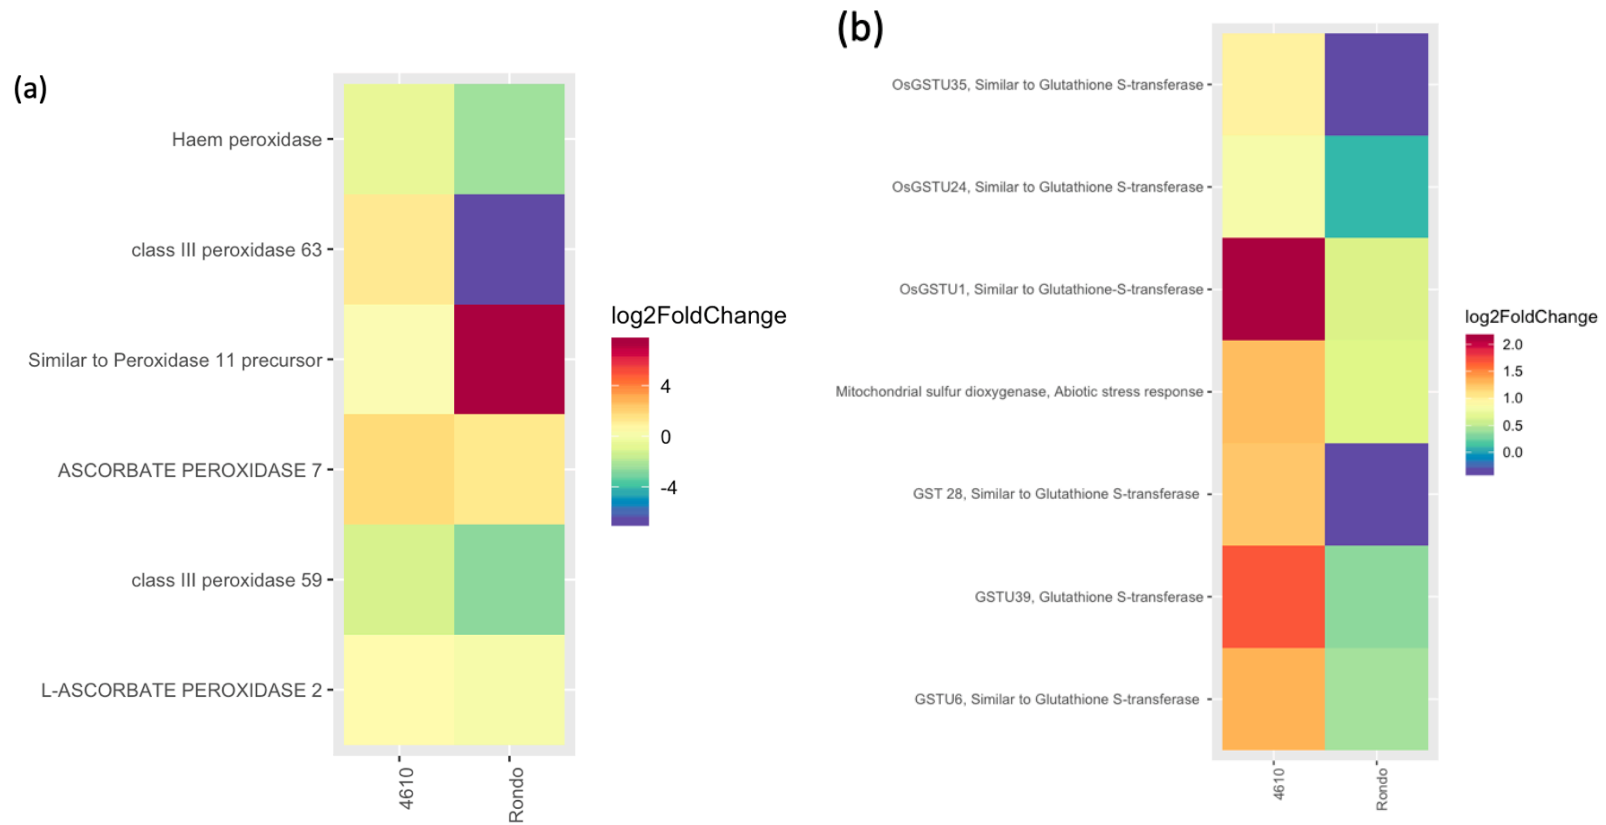 (a)
Haem peroxidase
class III peroxidase 63
Similar to Peroxidase 11 precursor
ASCORBATE PEROXIDASE 7
class III peroxidase 59
L-ASCORBATE PEROXIDASE 2
4610
Rondo
log2FoldChange
4
0
-4
(b)
OsGSTU35, Similar to Glutathione S-transferase
OsGSTU24, Similar to Glutathione S-transferase
OsGSTU1, Similar to Glutathione-S-transferase
Mitochondrial sulfur dioxygenase, Abiotic stress response
GST 28, Similar to Glutathione S-transferase
GSTU39, Glutathione S-transferase
GSTU6, Similar to Glutathione S-transferase
4610
Rondo
log2FoldChange
2.0
1.5
1.0
0.5
0.0